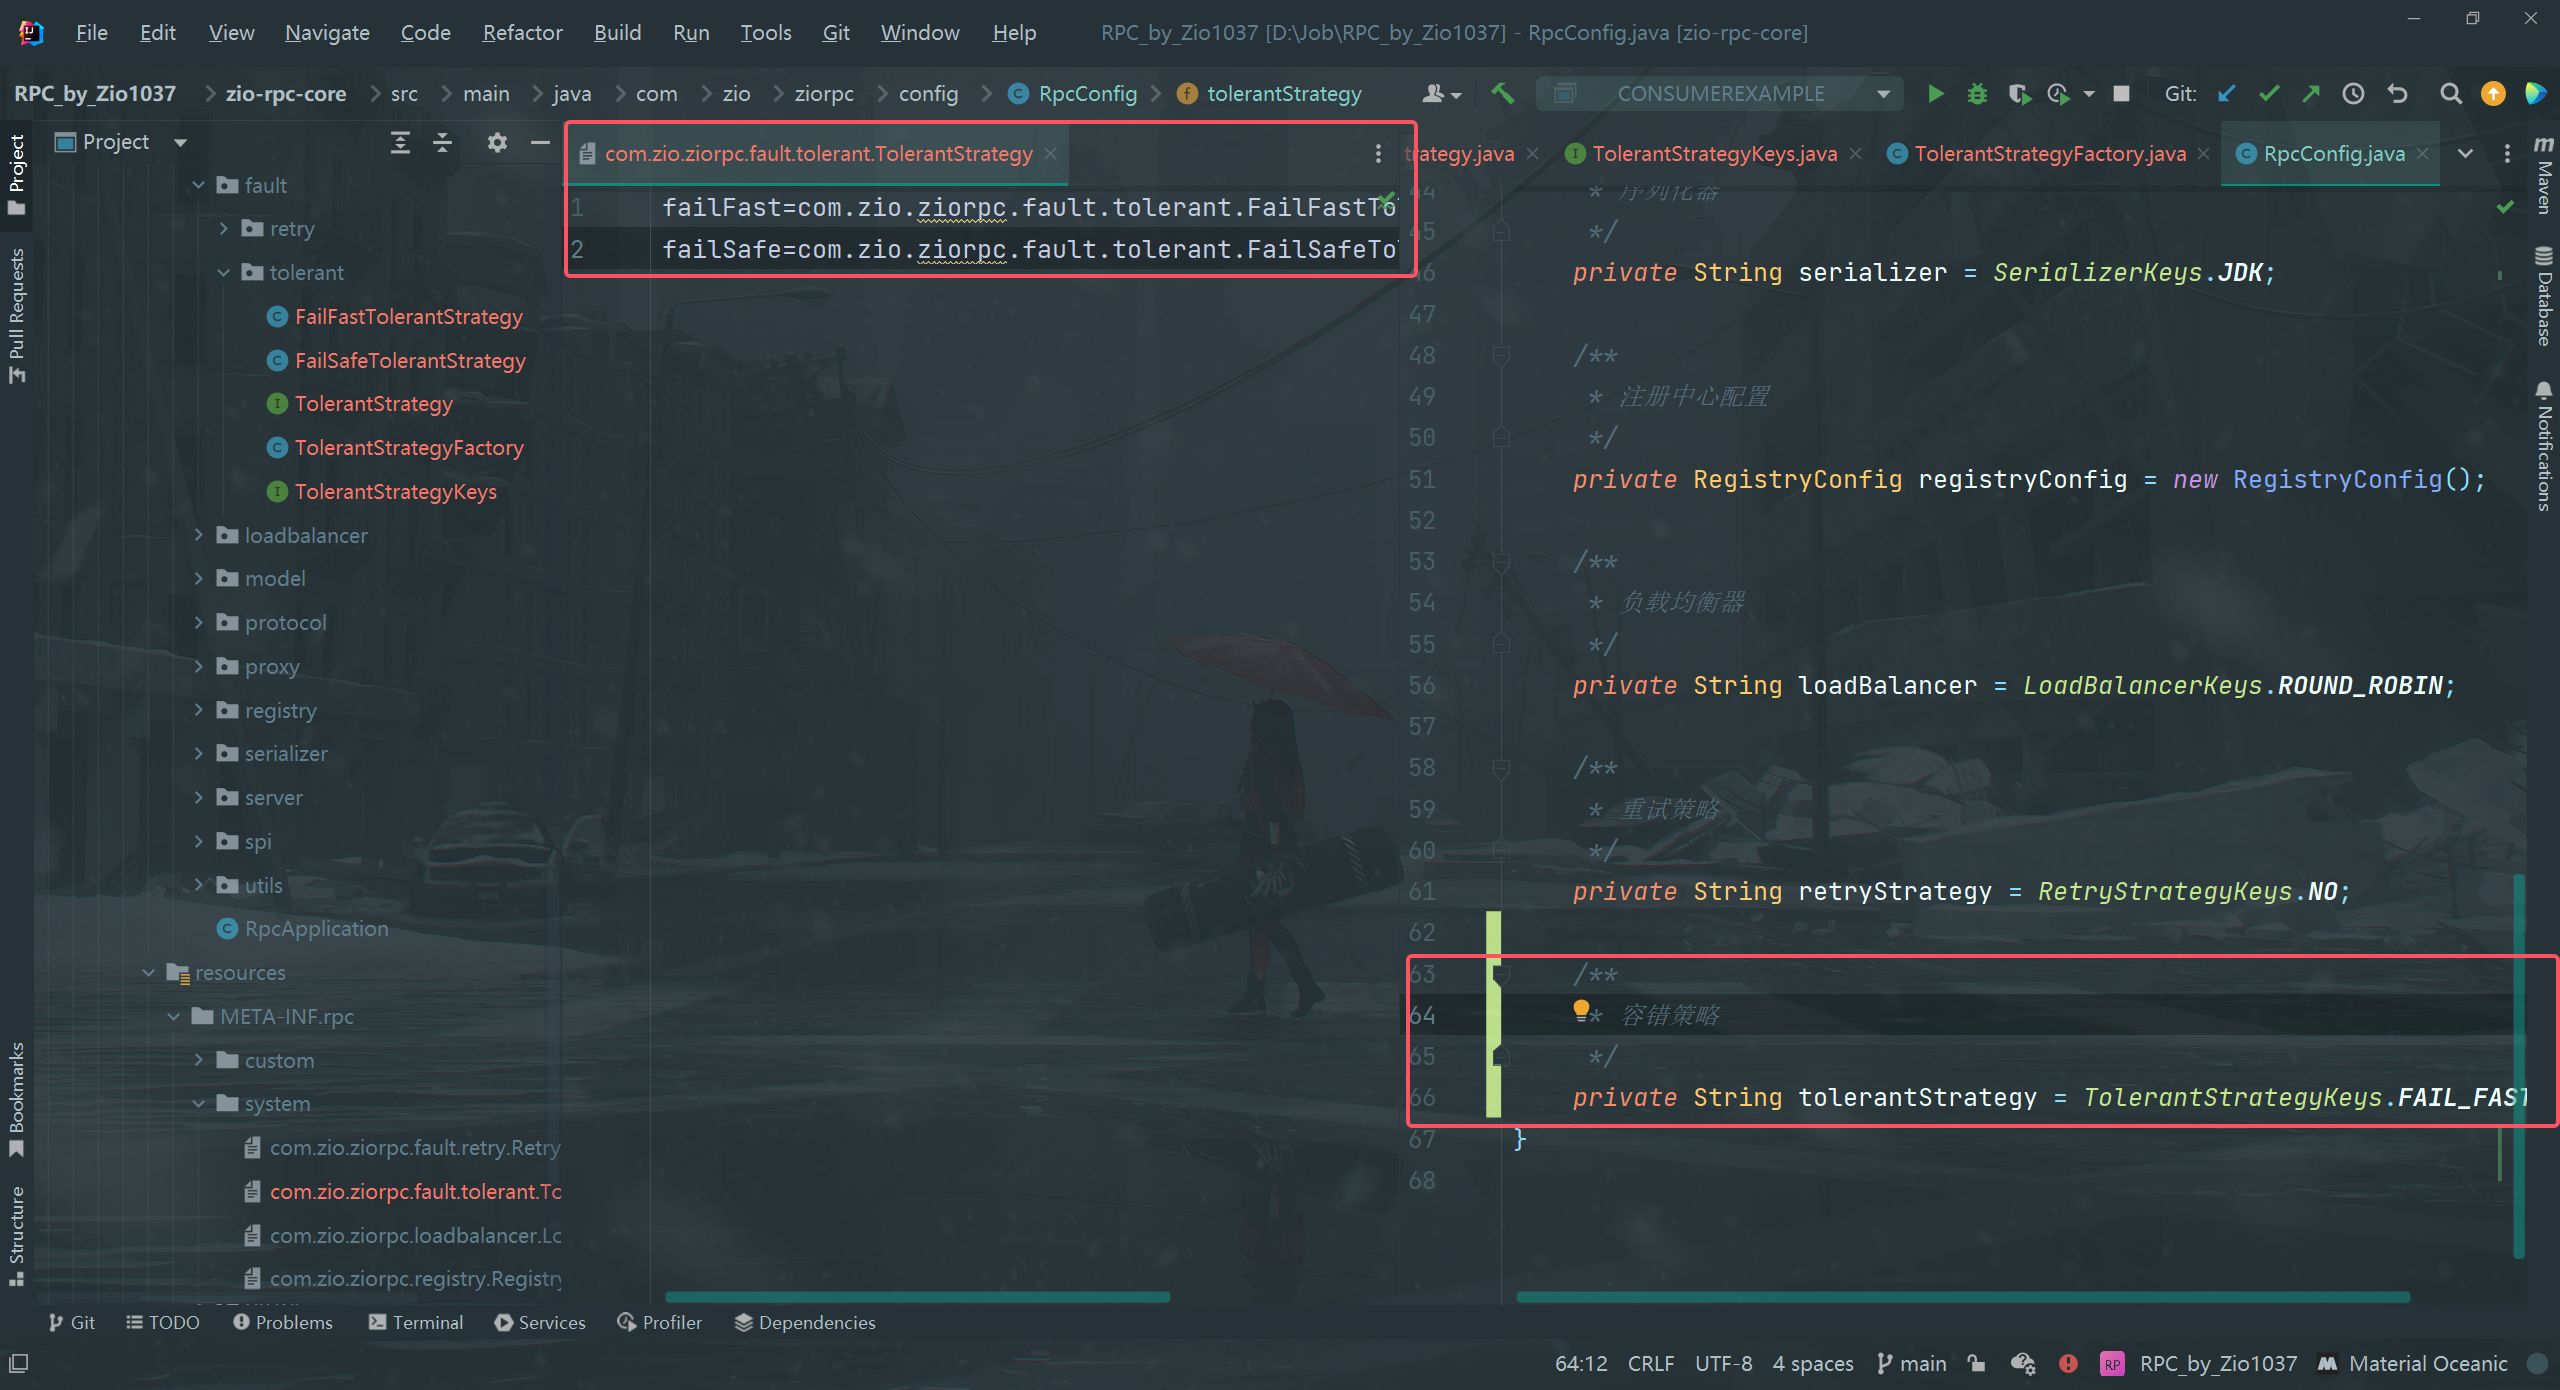 File Edit View Navigate Code Refactor Build Run Tools Git Window Help RPC_by_Zio1037 [D:\Job\RPC_by_Zio1037] - RpcConfig.java [zio-rpc-core]
RPC_by_Zio1037 zio-rpc-core src main java com zio ziorpc config RpcConfig tolerantStrategy CONSUMEREXAMPLE Git:
Project
Pull Requests
Bookmarks
Structure
Project
fault
retry
tolerant
FailFastTolerantStrategy
FailSafeTolerantStrategy
TolerantStrategy
TolerantStrategyFactory
TolerantStrategyKeys
loadbalancer
model
protocol
proxy
registry
serializer
server
spi
utils
RpcApplication
resources
META-INF.rpc
custom
system
com.zio.ziorpc.fault.retry.Retry
com.zio.ziorpc.fault.tolerant.To
com.zio.ziorpc.loadbalancer.Lo
com.zio.ziorpc.registry.Registry
com.zio.ziorpc.fault.tolerant.TolerantStrategy
1 failFast=com.zio.ziorpc.fault.tolerant.FailFastTo
2 failSafe=com.zio.ziorpc.fault.tolerant.FailSafeTo
rategy.java TolerantStrategyKeys.java TolerantStrategyFactory.java RpcConfig.java
44 * 序列化器
45 */
46 private String serializer = SerializerKeys.JDK;
47
48 /**
49 * 注册中心配置
50 */
51 private RegistryConfig registryConfig = new RegistryConfig();
52
53 /**
54 * 负载均衡器
55 */
56 private String loadBalancer = LoadBalancerKeys.ROUND_ROBIN;
57
58 /**
59 * 重试策略
60 */
61 private String retryStrategy = RetryStrategyKeys.NO;
62
63 /**
64 * 容错策略
65 */
66 private String tolerantStrategy = TolerantStrategyKeys.FAIL_FAST
67 }
68
Maven
Database
Notifications
Git TODO Problems Terminal Services Profiler Dependencies
64:12 CRLF UTF-8 4 spaces main RP RPC_by_Zio1037 Material Oceanic